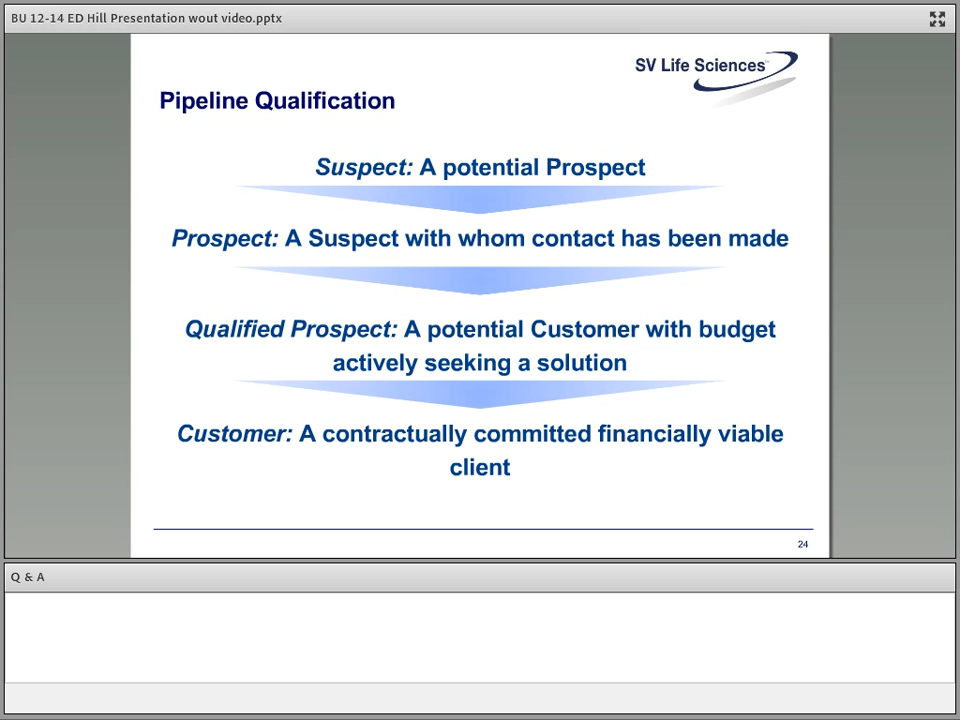 BU 12-14 ED Hill Presentation wout video.pptx
SV Life Sciences
Pipeline Qualification
Suspect: A potential Prospect
Prospect: A Suspect with whom contact has been made
Qualified Prospect: A potential Customer with budget
actively seeking a solution
Customer: A contractually committed financially viable
client
24
Q & A